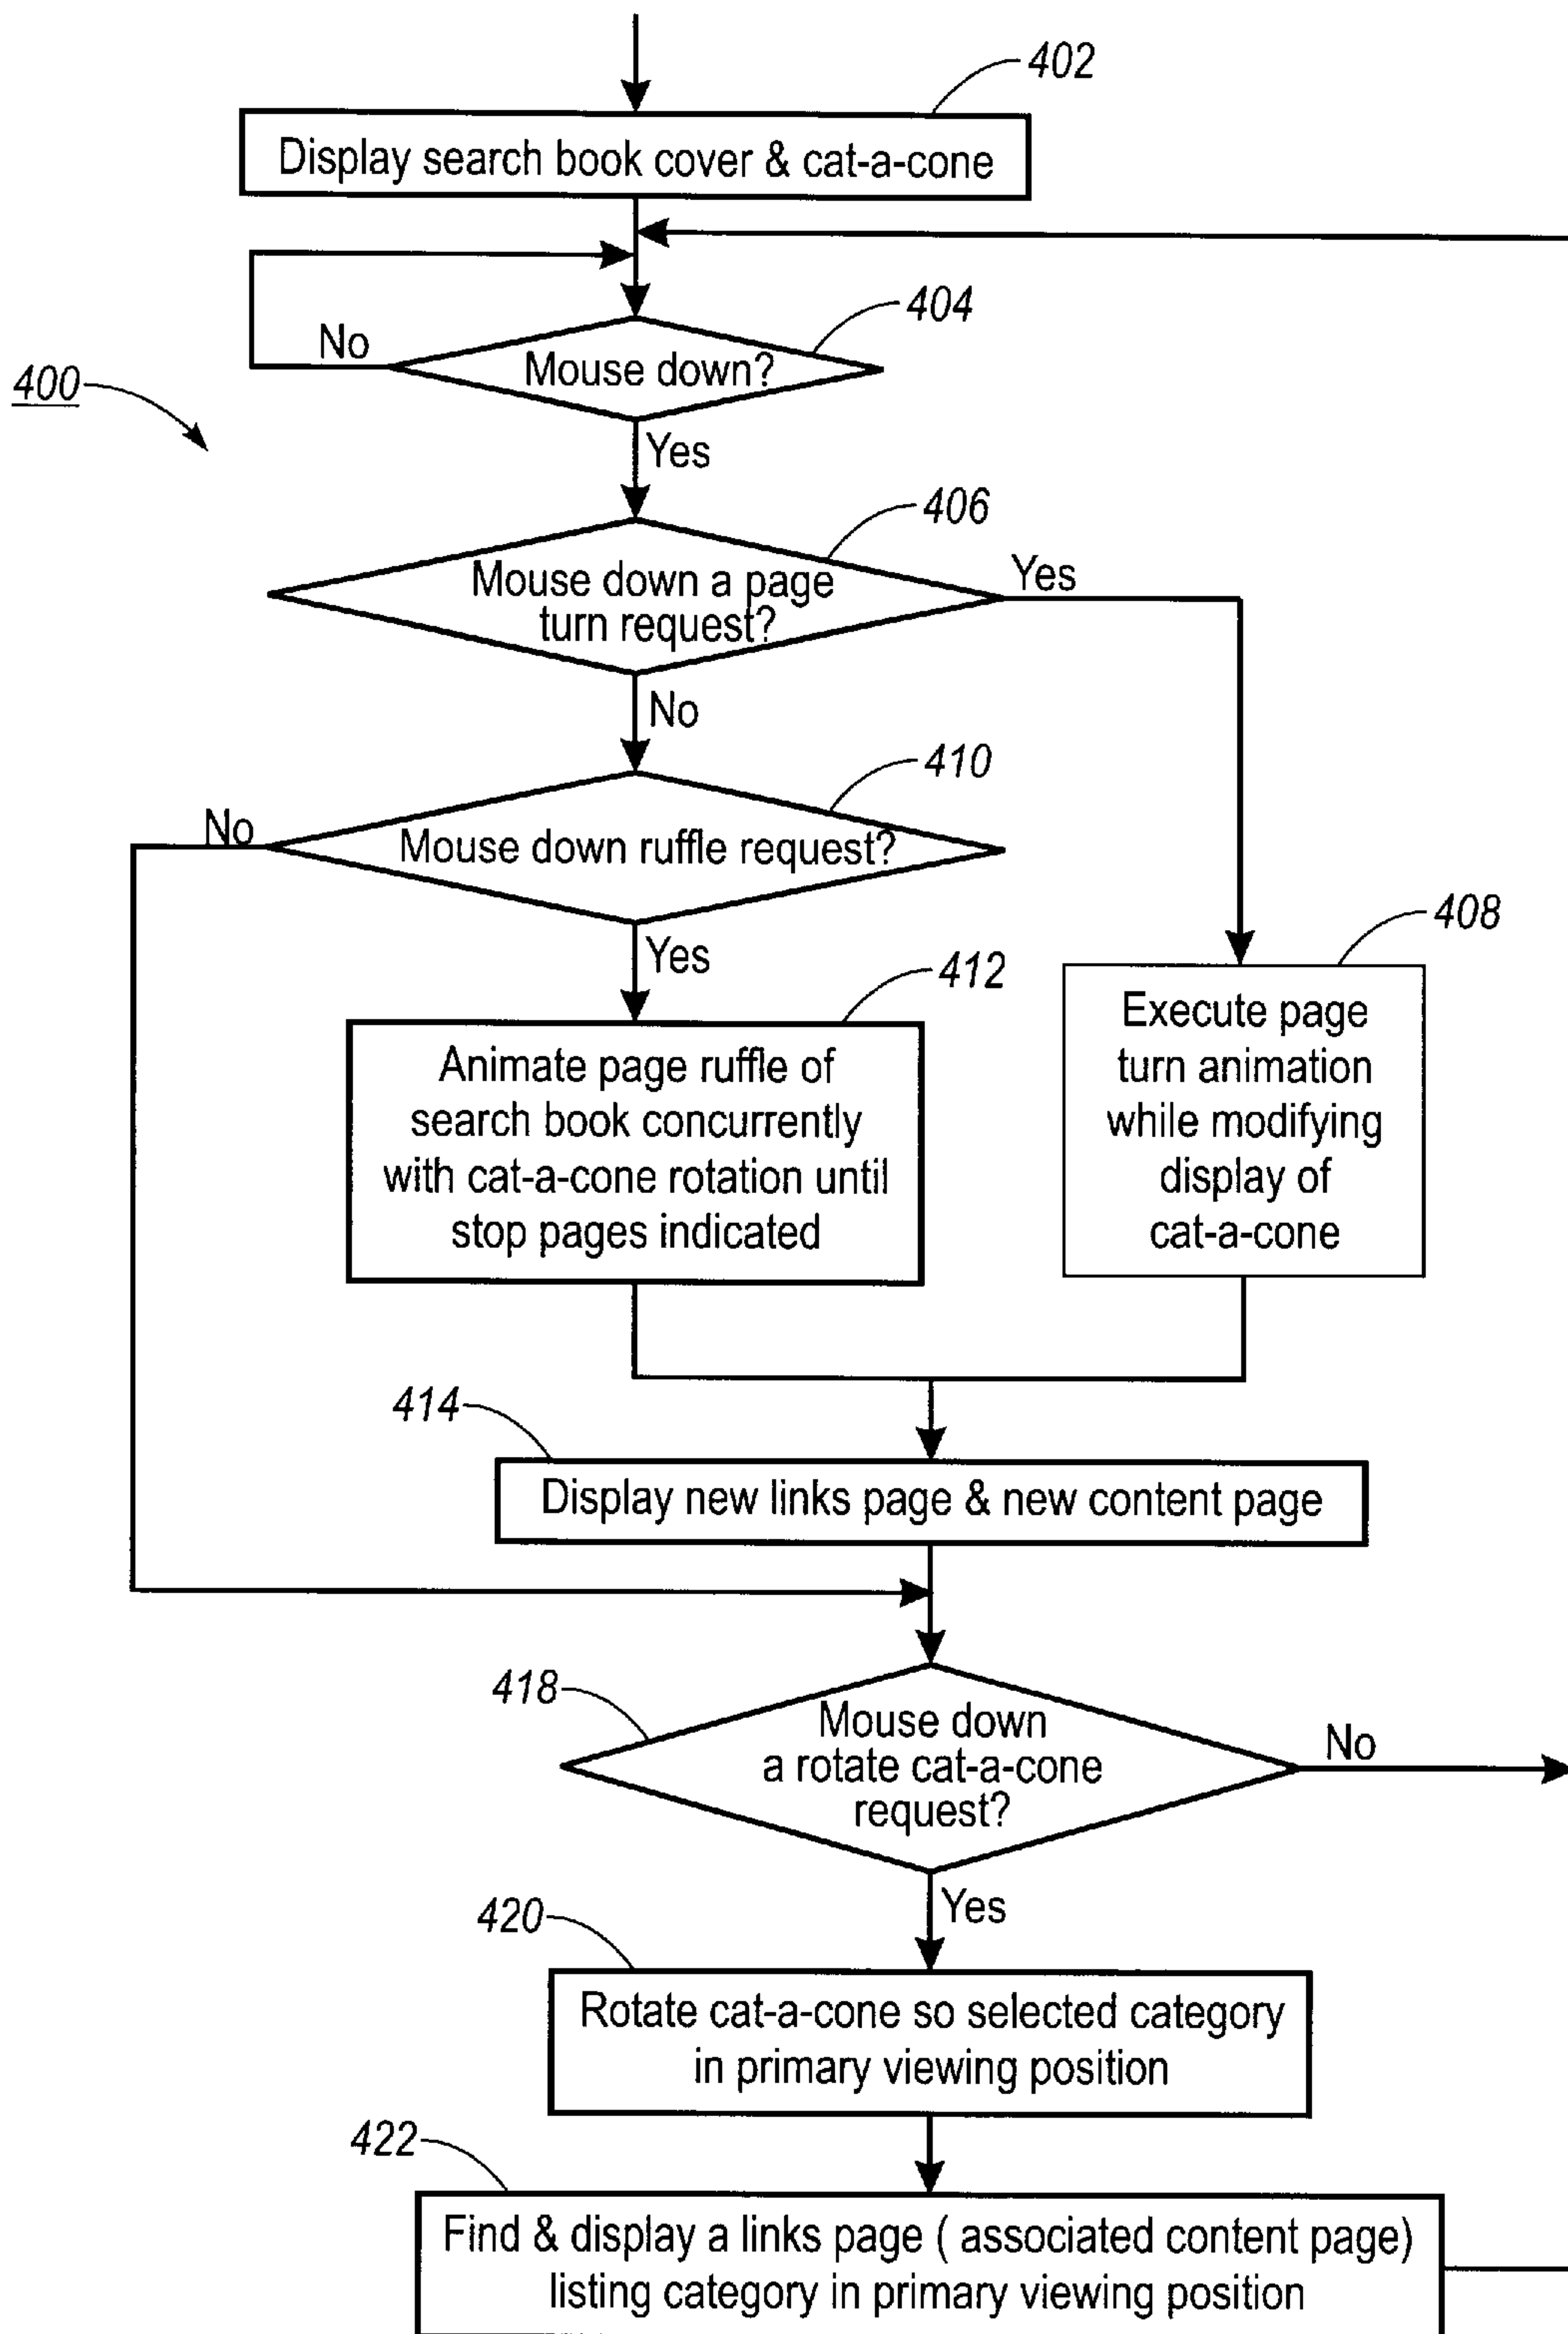 402
Display search book cover & cat-a-cone
404
No
Mouse down?
400
Yes
406
Mouse down a page
turn request?
Yes
No
410
No
Mouse down ruffle request?
408
Yes
412
Execute page
turn animation
while modifying
display of
cat-a-cone
Animate page ruffle of
search book concurrently
with cat-a-cone rotation until
stop pages indicated
414
Display new links page & new content page
418
Mouse down
a rotate cat-a-cone
request?
No
Yes
420
Rotate cat-a-cone so selected category
in primary viewing position
422
Find & display a links page ( associated content page)
listing category in primary viewing position